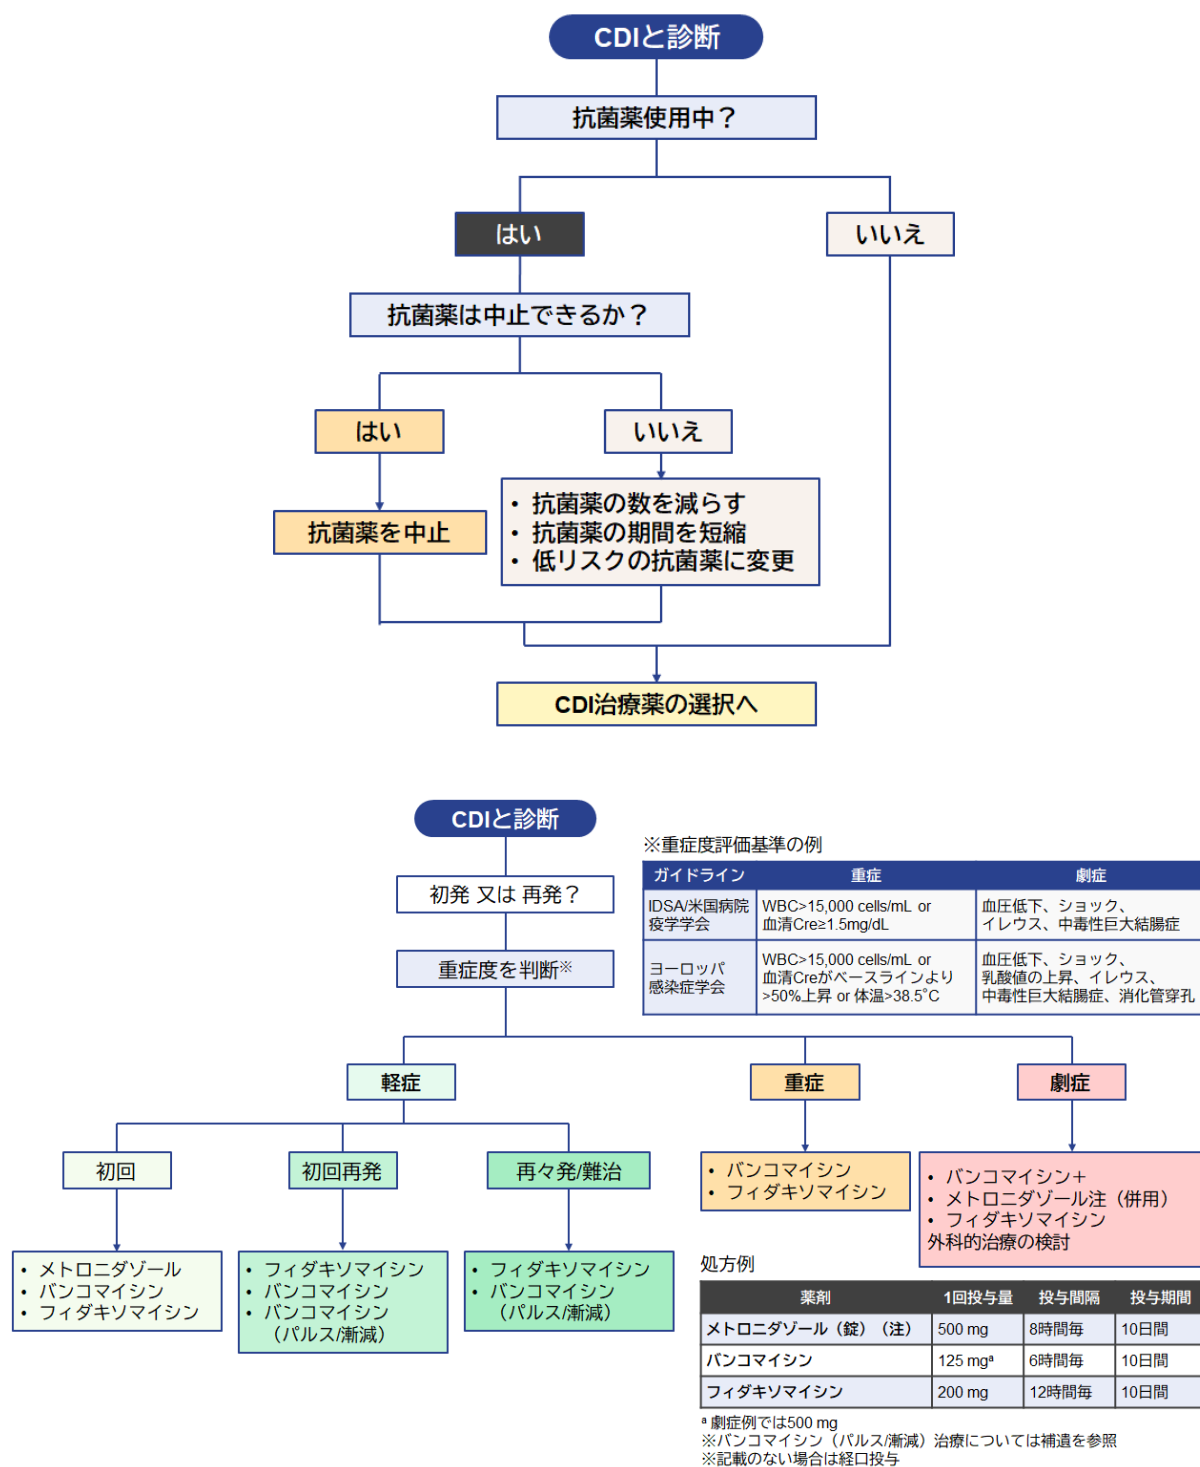 CDIと診断
抗菌薬使用中？
はい
いいえ
抗菌薬は中止できるか？
はい
いいえ
抗菌薬を中止
• 抗菌薬の数を減らす
• 抗菌薬の期間を短縮
• 低リスクの抗菌薬に変更
CDI治療薬の選択へ
CDIと診断
初発 又は 再発？
重症度を判断※
※重症度評価基準の例
ガイドライン 重症 劇症
IDSA/米国病院 WBC>15,000 cells/mL or 血圧低下、ショック、
疫学学会 血清Cre≥1.5mg/dL イレウス、中毒性巨大結腸症
ヨーロッパ WBC>15,000 cells/mL or 血圧低下、ショック、
感染症学会 血清Creがベースラインより 乳酸値の上昇、イレウス、
>50%上昇 or 体温>38.5˚C 中毒性巨大結腸症、消化管穿孔
軽症
重症
劇症
初回
初回再発
再々発/難治
• メトロニダゾール
• バンコマイシン
• フィダキソマイシン
• フィダキソマイシン
• バンコマイシン
• バンコマイシン
（パルス/漸減）
• フィダキソマイシン
• バンコマイシン
（パルス/漸減）
• バンコマイシン
• フィダキソマイシン
• バンコマイシン＋
• メトロニダゾール注（併用）
• フィダキソマイシン
外科的治療の検討
処方例
薬剤 1回投与量 投与間隔 投与期間
メトロニダゾール（錠）（注） 500 mg 8時間毎 10日間
バンコマイシン 125 mgᵃ 6時間毎 10日間
フィダキソマイシン 200 mg 12時間毎 10日間
ᵃ 劇症例では500 mg
※バンコマイシン（パルス/漸減）治療については補遺を参照
※記載のない場合は経口投与